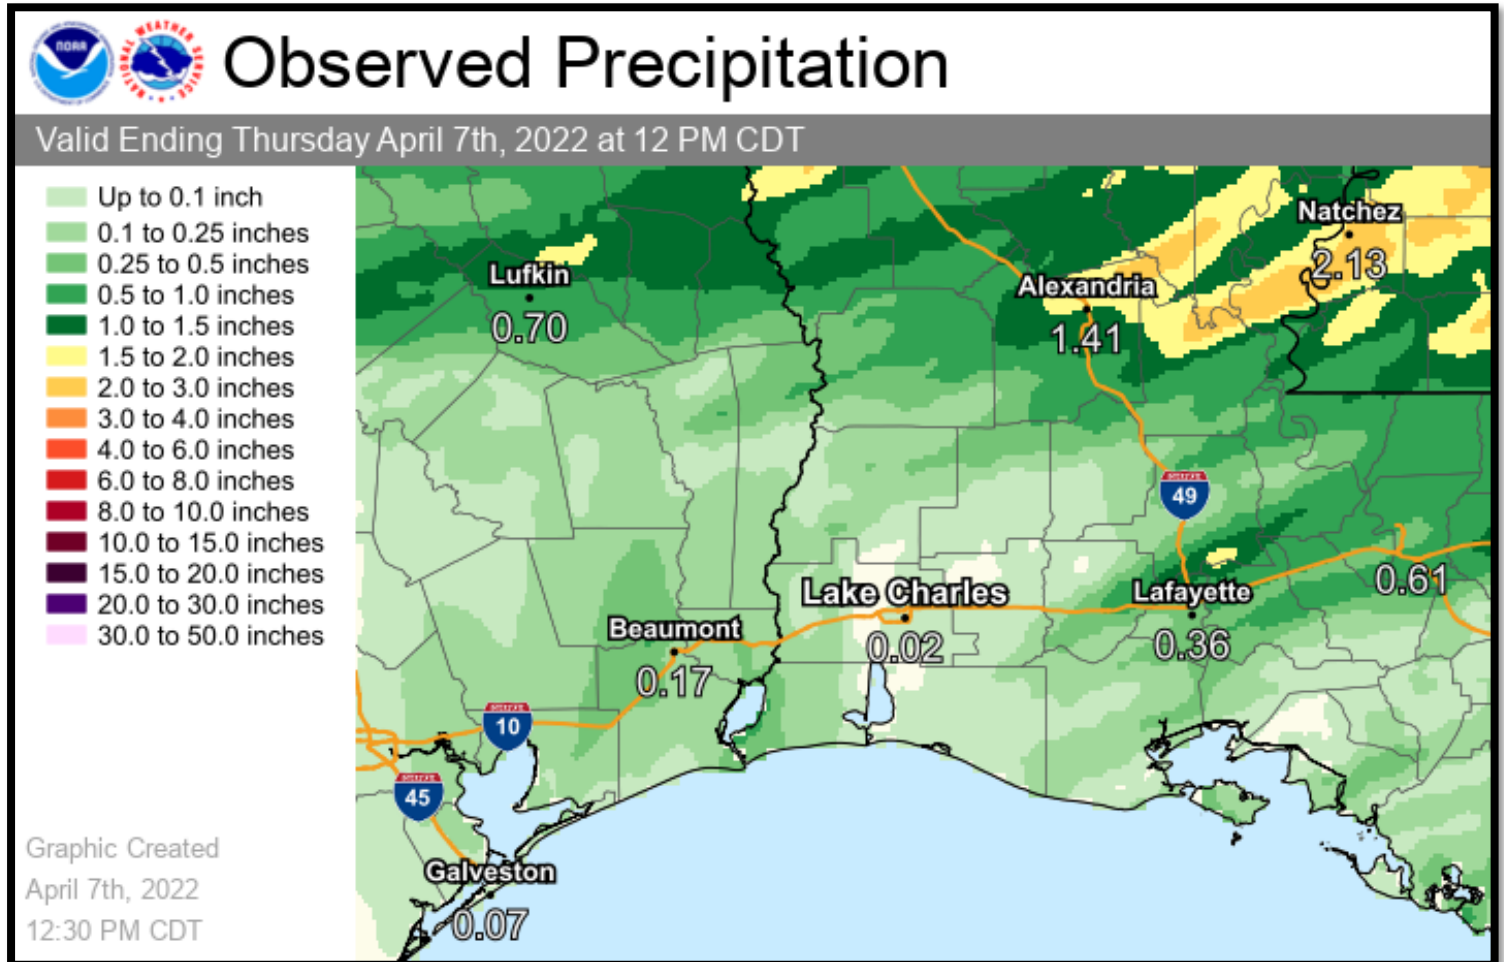 NOAA
NATIONAL WEATHER SERVICE
Observed Precipitation
Valid Ending Thursday April 7th, 2022 at 12 PM CDT
Up to 0.1 inch
0.1 to 0.25 inches
0.25 to 0.5 inches
0.5 to 1.0 inches
1.0 to 1.5 inches
1.5 to 2.0 inches
2.0 to 3.0 inches
3.0 to 4.0 inches
4.0 to 6.0 inches
6.0 to 8.0 inches
8.0 to 10.0 inches
10.0 to 15.0 inches
15.0 to 20.0 inches
20.0 to 30.0 inches
30.0 to 50.0 inches
Graphic Created
April 7th, 2022
12:30 PM CDT
Natchez
2.13
Lufkin
0.70
Alexandria
1.41
49
Lake Charles
0.02
Lafayette
0.36
0.61
Beaumont
0.17
10
45
Galveston
0.07